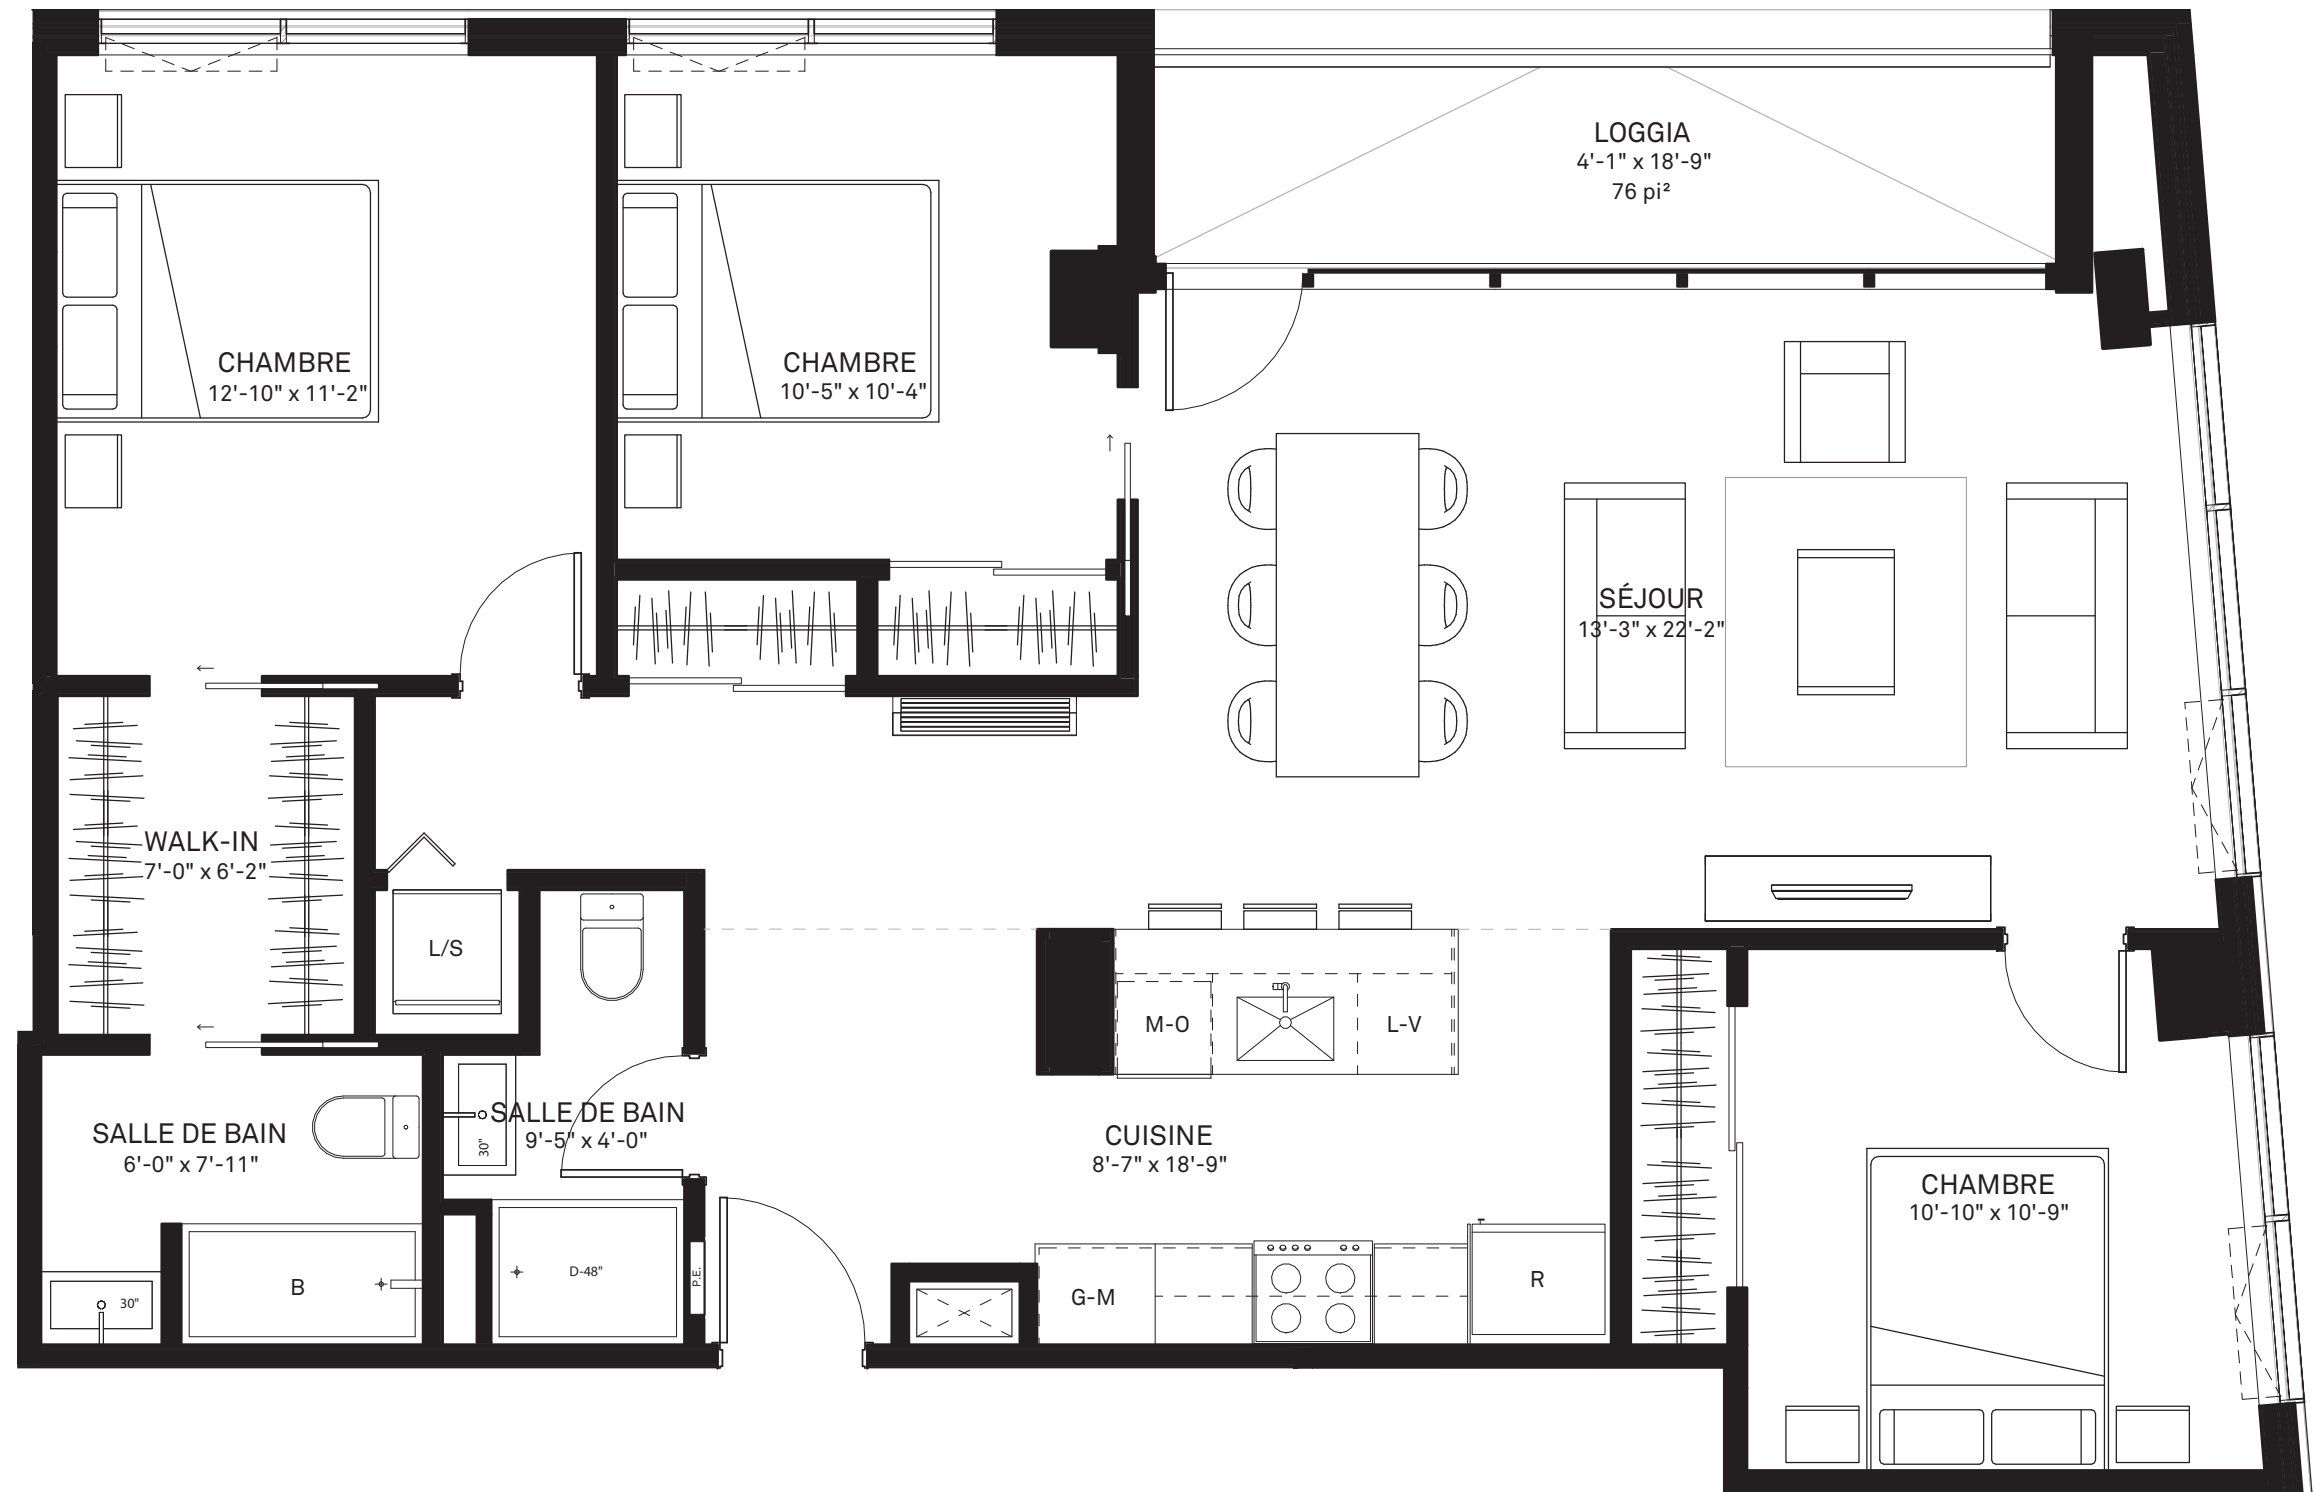 LOGGIA
4'-1" x 18'-9"
76 pi²
CHAMBRE
12'-10" x 11'-2"
CHAMBRE
10'-5" x 10'-4"
SÉJOUR
13'-3" x 22'-2"
WALK-IN
7'-0" x 6'-2"
L/S
M-O
L-V
SALLE DE BAIN
6'-0" x 7'-11"
SALLE DE BAIN
9'-5" x 4'-0"
30"
CUISINE
8'-7" x 18'-9"
CHAMBRE
10'-10" x 10'-9"
B
30"
D-48"
P.E.
G-M
R